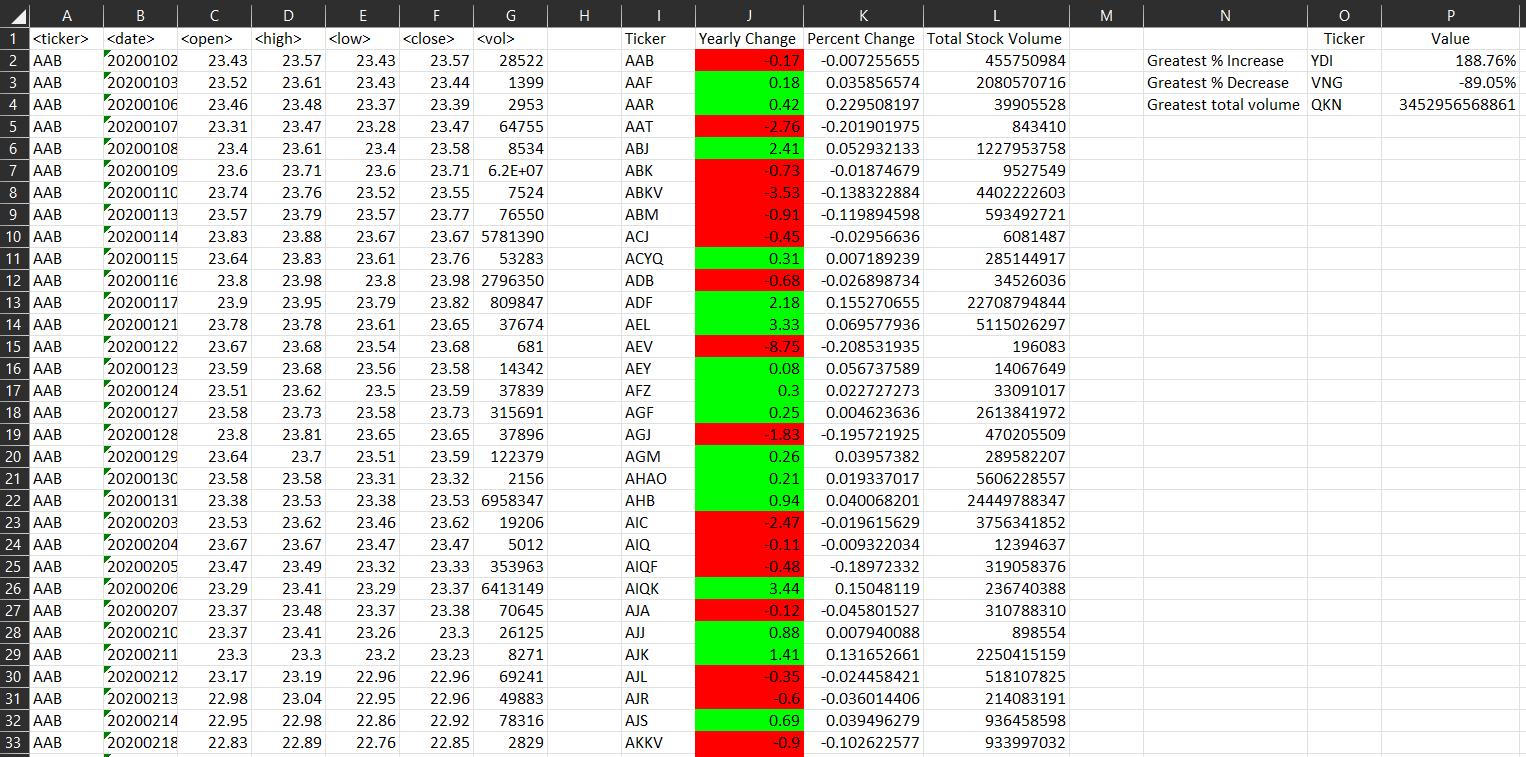 A B C D E F G H I J K L M N O P
1 <ticker> <date> <open> <high> <low> <close> <vol> Ticker Yearly Change Percent Change Total Stock Volume Ticker Value
2 AAB 20200102 23.43 23.57 23.43 23.57 28522 AAB -0.17 -0.007255655 455750984 Greatest % Increase YDI 188.76%
3 AAB 20200103 23.52 23.61 23.43 23.44 1399 AAF 0.18 0.035856574 2080570716 Greatest % Decrease VNG -89.05%
4 AAB 20200106 23.46 23.48 23.37 23.39 2953 AAR 0.42 0.229508197 39905528 Greatest total volume QKN 3452956568861
5 AAB 20200107 23.31 23.47 23.28 23.47 64755 AAT -2.76 -0.201901975 843410
6 AAB 20200108 23.4 23.61 23.4 23.58 8534 ABJ 2.41 0.052932133 1227953758
7 AAB 20200109 23.6 23.71 23.6 23.71 6.2E+07 ABK -0.73 -0.01874679 9527549
8 AAB 20200110 23.74 23.76 23.52 23.55 7524 ABKV -3.53 -0.138322884 4402222603
9 AAB 20200113 23.57 23.79 23.57 23.77 76550 ABM -0.91 -0.119894598 593492721
10 AAB 20200114 23.83 23.88 23.67 23.67 5781390 ACJ -0.45 -0.02956636 6081487
11 AAB 20200115 23.64 23.83 23.61 23.76 53283 ACYQ 0.31 0.007189239 285144917
12 AAB 20200116 23.8 23.98 23.8 23.98 2796350 ADB -0.68 -0.026898734 34526036
13 AAB 20200117 23.9 23.95 23.79 23.82 809847 ADF 2.18 0.155270655 22708794844
14 AAB 20200121 23.78 23.78 23.61 23.65 37674 AEL 3.33 0.069577936 5115026297
15 AAB 20200122 23.67 23.68 23.54 23.68 681 AEV -8.75 -0.208531935 196083
16 AAB 20200123 23.59 23.68 23.56 23.58 14342 AEY 0.08 0.056737589 14067649
17 AAB 20200124 23.51 23.62 23.5 23.59 37839 AFZ 0.3 0.022727273 33091017
18 AAB 20200127 23.58 23.73 23.58 23.73 315691 AGF 0.25 0.004623636 2613841972
19 AAB 20200128 23.8 23.81 23.65 23.65 37896 AGJ -1.83 -0.195721925 470205509
20 AAB 20200129 23.64 23.7 23.51 23.59 122379 AGM 0.26 0.03957382 289582207
21 AAB 20200130 23.58 23.58 23.31 23.32 2156 AHAO 0.21 0.019337017 5606228557
22 AAB 20200131 23.38 23.53 23.38 23.53 6958347 AHB 0.94 0.040068201 24449788347
23 AAB 20200203 23.53 23.62 23.46 23.62 19206 AIC -2.47 -0.019615629 3756341852
24 AAB 20200204 23.67 23.67 23.47 23.47 5012 AIQ -0.11 -0.009322034 12394637
25 AAB 20200205 23.47 23.49 23.32 23.33 353963 AIQF -0.48 -0.18972332 319058376
26 AAB 20200206 23.29 23.41 23.29 23.37 6413149 AIQK 3.44 0.15048119 236740388
27 AAB 20200207 23.37 23.48 23.37 23.38 70645 AJA -0.12 -0.045801527 310788310
28 AAB 20200210 23.37 23.41 23.26 23.3 26125 AJJ 0.88 0.007940088 898554
29 AAB 20200211 23.3 23.3 23.2 23.23 8271 AJK 1.41 0.131652661 2250415159
30 AAB 20200212 23.17 23.19 22.96 22.96 69241 AJL -0.35 -0.024458421 518107825
31 AAB 20200213 22.98 23.04 22.95 22.96 49883 AJR -0.6 -0.036014406 214083191
32 AAB 20200214 22.95 22.98 22.86 22.92 78316 AJS 0.69 0.039496279 936458598
33 AAB 20200218 22.83 22.89 22.76 22.85 2829 AKKV -0.9 -0.102622577 933997032